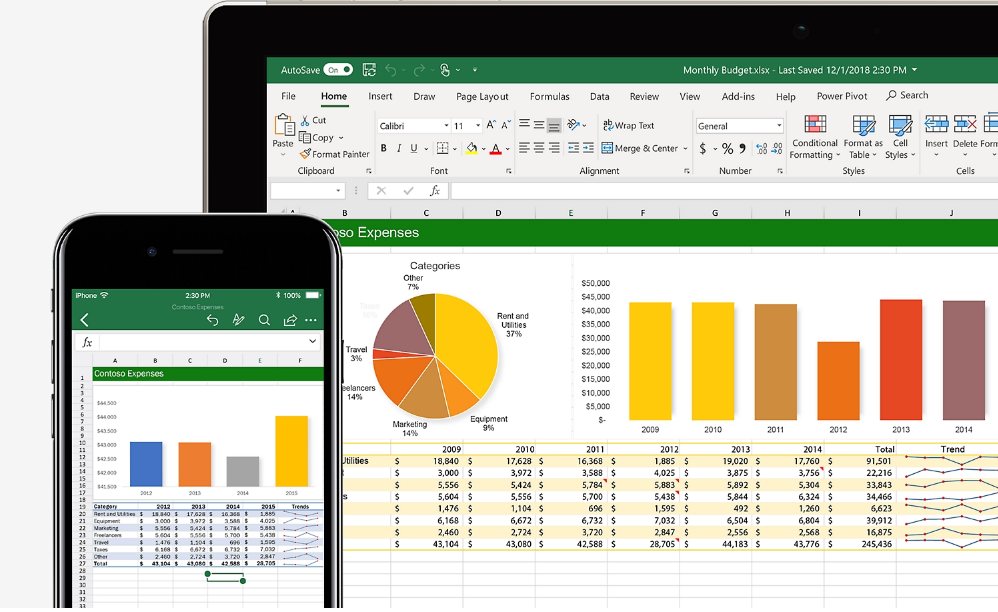 AutoSave On Monthly Budget.xlsx - Last Saved 12/1/2018 2:30 PM
File Home Insert Draw Page Layout Formulas Data Review View Add-ins Help Power Pivot Search
Paste Cut Copy Format Painter
Calibri 11
B I U A
Wrap Text
Merge & Center
General
$ % 9
Conditional Formatting Format as Table Cell Styles Insert Delete
Clipboard Font Alignment Number Styles Cells
fx
A B C D E F G H I J
Expenses
Categories
Other
7%
Rent and
Utilities
37%
Travel
3%
14%
Marketing
14%
Equipment
9%
$50,000
$45,000
$40,000
$35,000
$30,000
$25,000
$20,000
$15,000
$10,000
$5,000
$-
2009 2010 2011 2012 2013 2014
2009 2010 2011 2012 2013 2014 Total Trend
Utilities $ 18,840 $ 17,628 $ 16,368 $ 1,885 $ 19,020 $ 17,760 $ 91,501
$ 3,000 $ 3,972 $ 3,588 $ 4,025 $ 3,875 $ 3,756 $ 22,216
$ 5,556 $ 5,424 $ 5,784 $ 5,883 $ 5,892 $ 5,304 $ 33,843
$ 5,604 $ 5,556 $ 5,700 $ 5,438 $ 5,844 $ 6,324 $ 34,466
$ 1,476 $ 1,104 $ 696 $ 1,595 $ 492 $ 1,260 $ 6,623
$ 6,168 $ 6,672 $ 6,732 $ 7,032 $ 6,504 $ 6,804 $ 39,912
$ 2,460 $ 2,724 $ 3,720 $ 2,847 $ 2,556 $ 2,568 $ 16,875
$ 43,104 $ 43,080 $ 42,588 $ 28,705 $ 44,183 $ 43,776 $ 245,436
iPhone 2:30 PM 100%
Contoso Expenses
fx
A B C D E F
Contoso Expenses
$44,500
$44,000
$43,500
$43,000
$42,500
$42,000
$41,500
2012 2013 2014 2015
Category 2012 2013 2014 2015 Trends
Rent and Utilities $ 18,840 $ 17,628 $ 16,368 $ 1,885
Equipment $ 3,000 $ 3,972 $ 3,588 $ 4,025
Marketing $ 5,556 $ 5,424 $ 5,784 $ 5,883
Freelancers $ 5,604 $ 5,556 $ 5,700 $ 5,438
Travel $ 1,476 $ 1,104 $ 696 $ 1,595
Taxes $ 6,168 $ 6,672 $ 6,732 $ 7,032
Other $ 2,460 $ 2,724 $ 3,720 $ 2,847
Total $ 43,104 $ 43,080 $ 42,588 $ 28,705